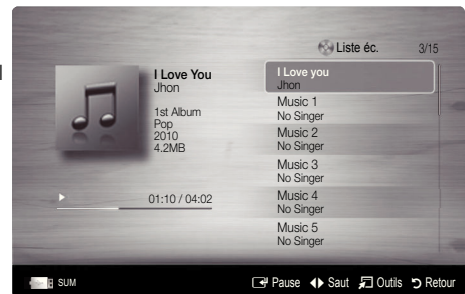 Liste éc. 3/15
I Love You
Jhon
1st Album
Pop
2010
4.2MB
01:10 / 04:02
I Love you
Jhon
Music 1
No Singer
Music 2
No Singer
Music 3
No Singer
Music 4
No Singer
Music 5
No Singer
SUM
Pause Saut Outils Retour